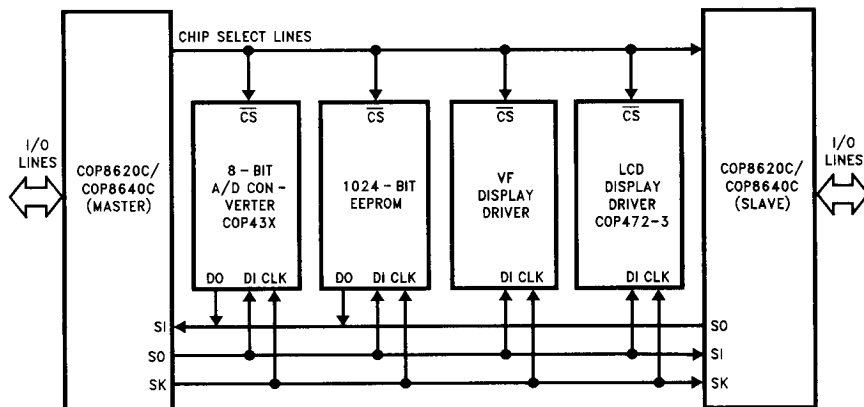 CHIP SELECT LINES
I/O
LINES
COP8620C/
COP8640C
(MASTER)
CS
8-BIT
A/D CON-
VERTER
COP43X
DO DI CLK
CS
1024-BIT
EEPROM
DO DI CLK
CS
VF
DISPLAY
DRIVER
DI CLK
CS
LCD
DISPLAY
DRIVER
COP472-3
DI CLK
COP8620C/
COP8640C
(SLAVE)
I/O
LINES
SI
SO
SK
SO
SI
SK